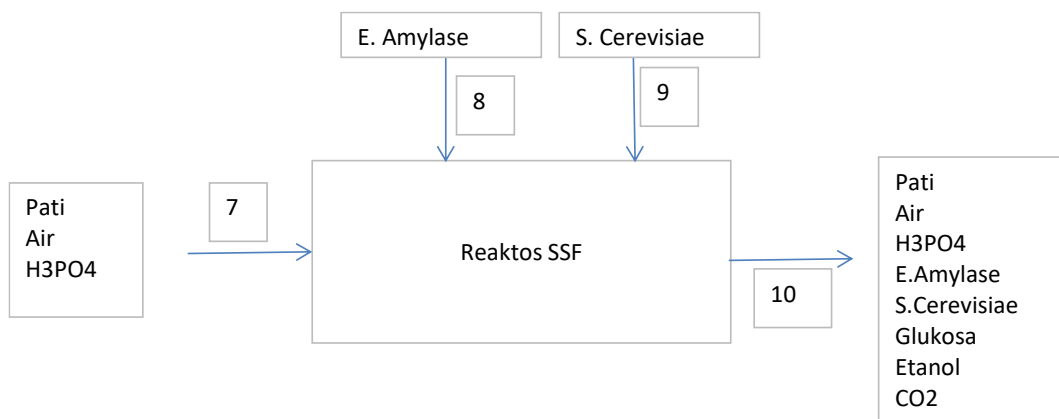 E. Amylase
S. Cerevisiae
8
9
Pati
Air
H3PO4
7
Reaktos SSF
10
Pati
Air
H3PO4
E.Amylase
S.Cerevisiae
Glukosa
Etanol
CO2